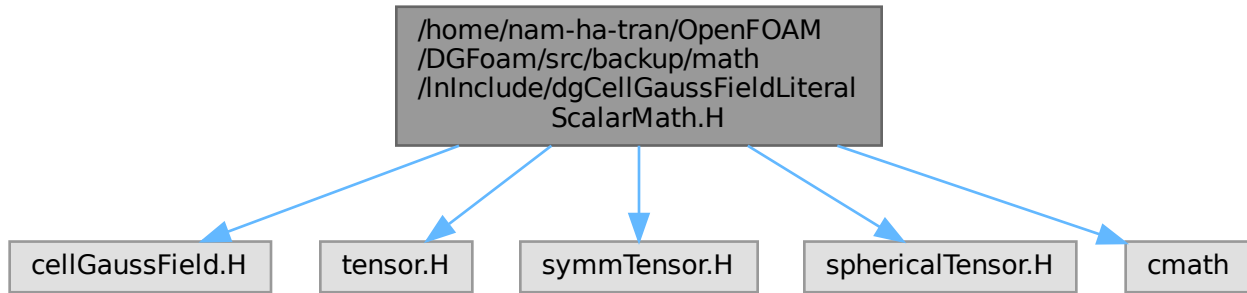 /home/nam-ha-tran/OpenFOAM
/DGFoam/src/backup/math
/lnInclude/dgCellGaussFieldLiteral
ScalarMath.H
cellGaussField.H
tensor.H
symmTensor.H
sphericalTensor.H
cmath